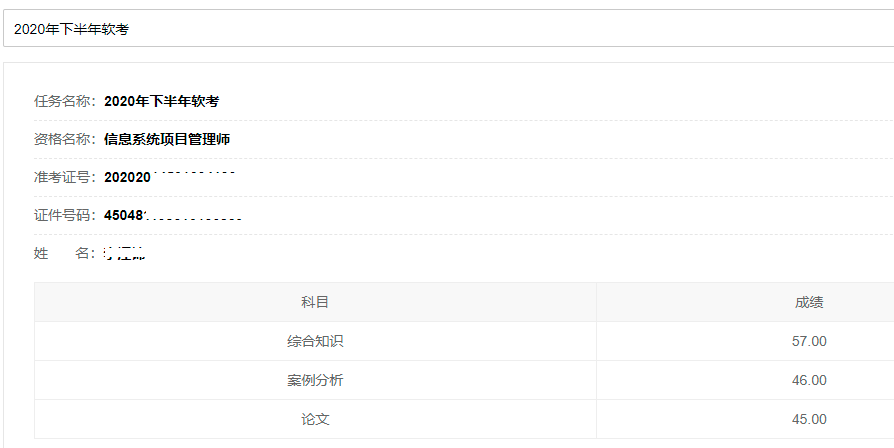 2020年下半年软考
任务名称：2020年下半年软考
资格名称：信息系统项目管理师
准考证号：202020
证件号码：45048
姓 名：
科目 成绩
综合知识 57.00
案例分析 46.00
论文 45.00